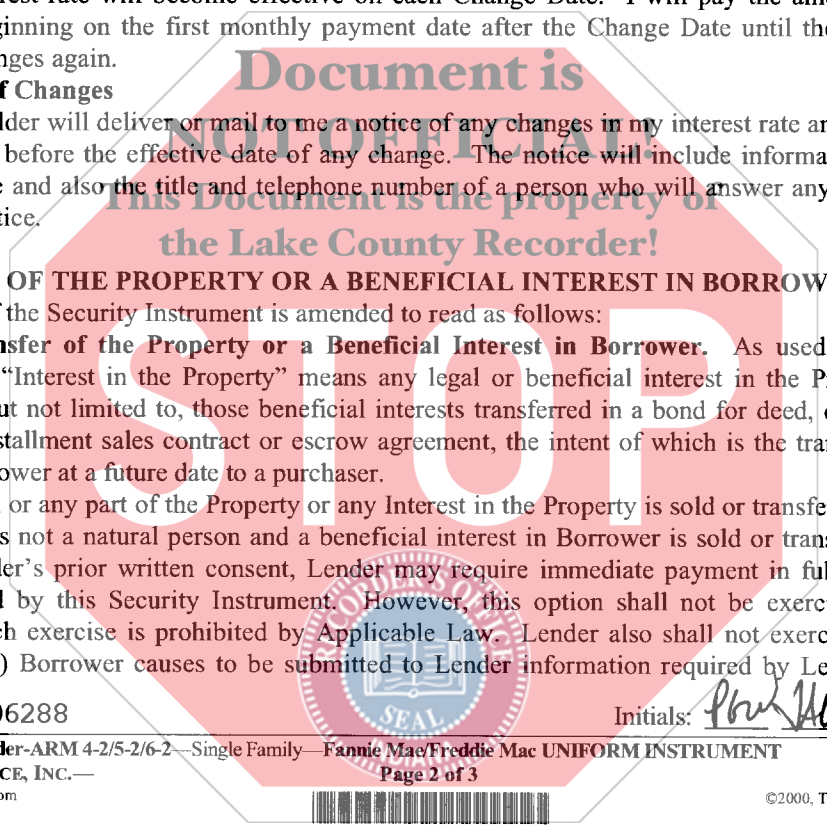 est rate will become effective on each Change Date. I will pay the am
ginning on the first monthly payment date after the Change Date until the
nges again.
Document is
f Changes
lder will deliver or mail to me a notice of any changes in my interest rate an
NOT OFFICIAL!
before the effective date of any change. The notice will include informa
e and also the title and telephone number of a person who will answer any
This Document is the property of
tice.
the Lake County Recorder!
OF THE PROPERTY OR A BENEFICIAL INTEREST IN BORROW
f the Security Instrument is amended to read as follows:
nsfer of the Property or a Beneficial Interest in Borrower. As used
“Interest in the Property” means any legal or beneficial interest in the P
ut not limited to, those beneficial interests transferred in a bond for deed,
stallment sales contract or escrow agreement, the intent of which is the tra
ower at a future date to a purchaser.
STOP
or any part of the Property or any Interest in the Property is sold or transfe
s not a natural person and a beneficial interest in Borrower is sold or tran
der’s prior written consent, Lender may require immediate payment in ful
d by this Security Instrument. However, this option shall not be exerc
ch exercise is prohibited by Applicable Law. Lender also shall not exerc
) Borrower causes to be submitted to Lender information required by Le
RECORDER'S OFFICE
SEAL
INDIANA
06288
Initials:
der-ARM 4-2/5-2/6-2—Single Family—Fannie Mae/Freddie Mac UNIFORM INSTRUMENT
CE, INC.— Page 2 of 3
om ©2000, T